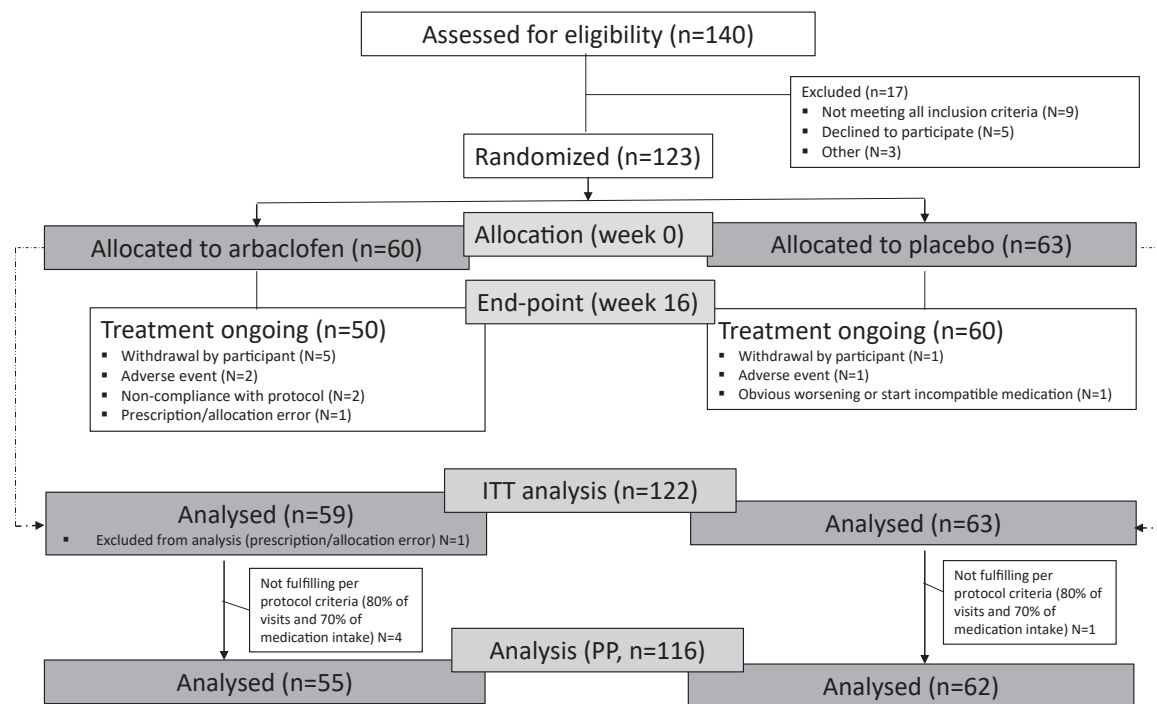 Assessed for eligibility (n=140)
Excluded (n=17)
▪ Not meeting all inclusion criteria (N=9)
▪ Declined to participate (N=5)
▪ Other (N=3)
Randomized (n=123)
Allocation (week 0)
Allocated to arbaclofen (n=60)
Allocated to placebo (n=63)
End-point (week 16)
Treatment ongoing (n=50)
▪ Withdrawal by participant (N=5)
▪ Adverse event (N=2)
▪ Non-compliance with protocol (N=2)
▪ Prescription/allocation error (N=1)
Treatment ongoing (n=60)
▪ Withdrawal by participant (N=1)
▪ Adverse event (N=1)
▪ Obvious worsening or start incompatible medication (N=1)
ITT analysis (n=122)
Analysed (n=59)
▪ Excluded from analysis (prescription/allocation error) N=1)
Analysed (n=63)
Not fulfilling per
protocol criteria (80% of
visits and 70% of
medication intake) N=4
Not fulfilling per
protocol criteria (80% of
visits and 70% of
medication intake) N=1
Analysis (PP, n=116)
Analysed (n=55)
Analysed (n=62)